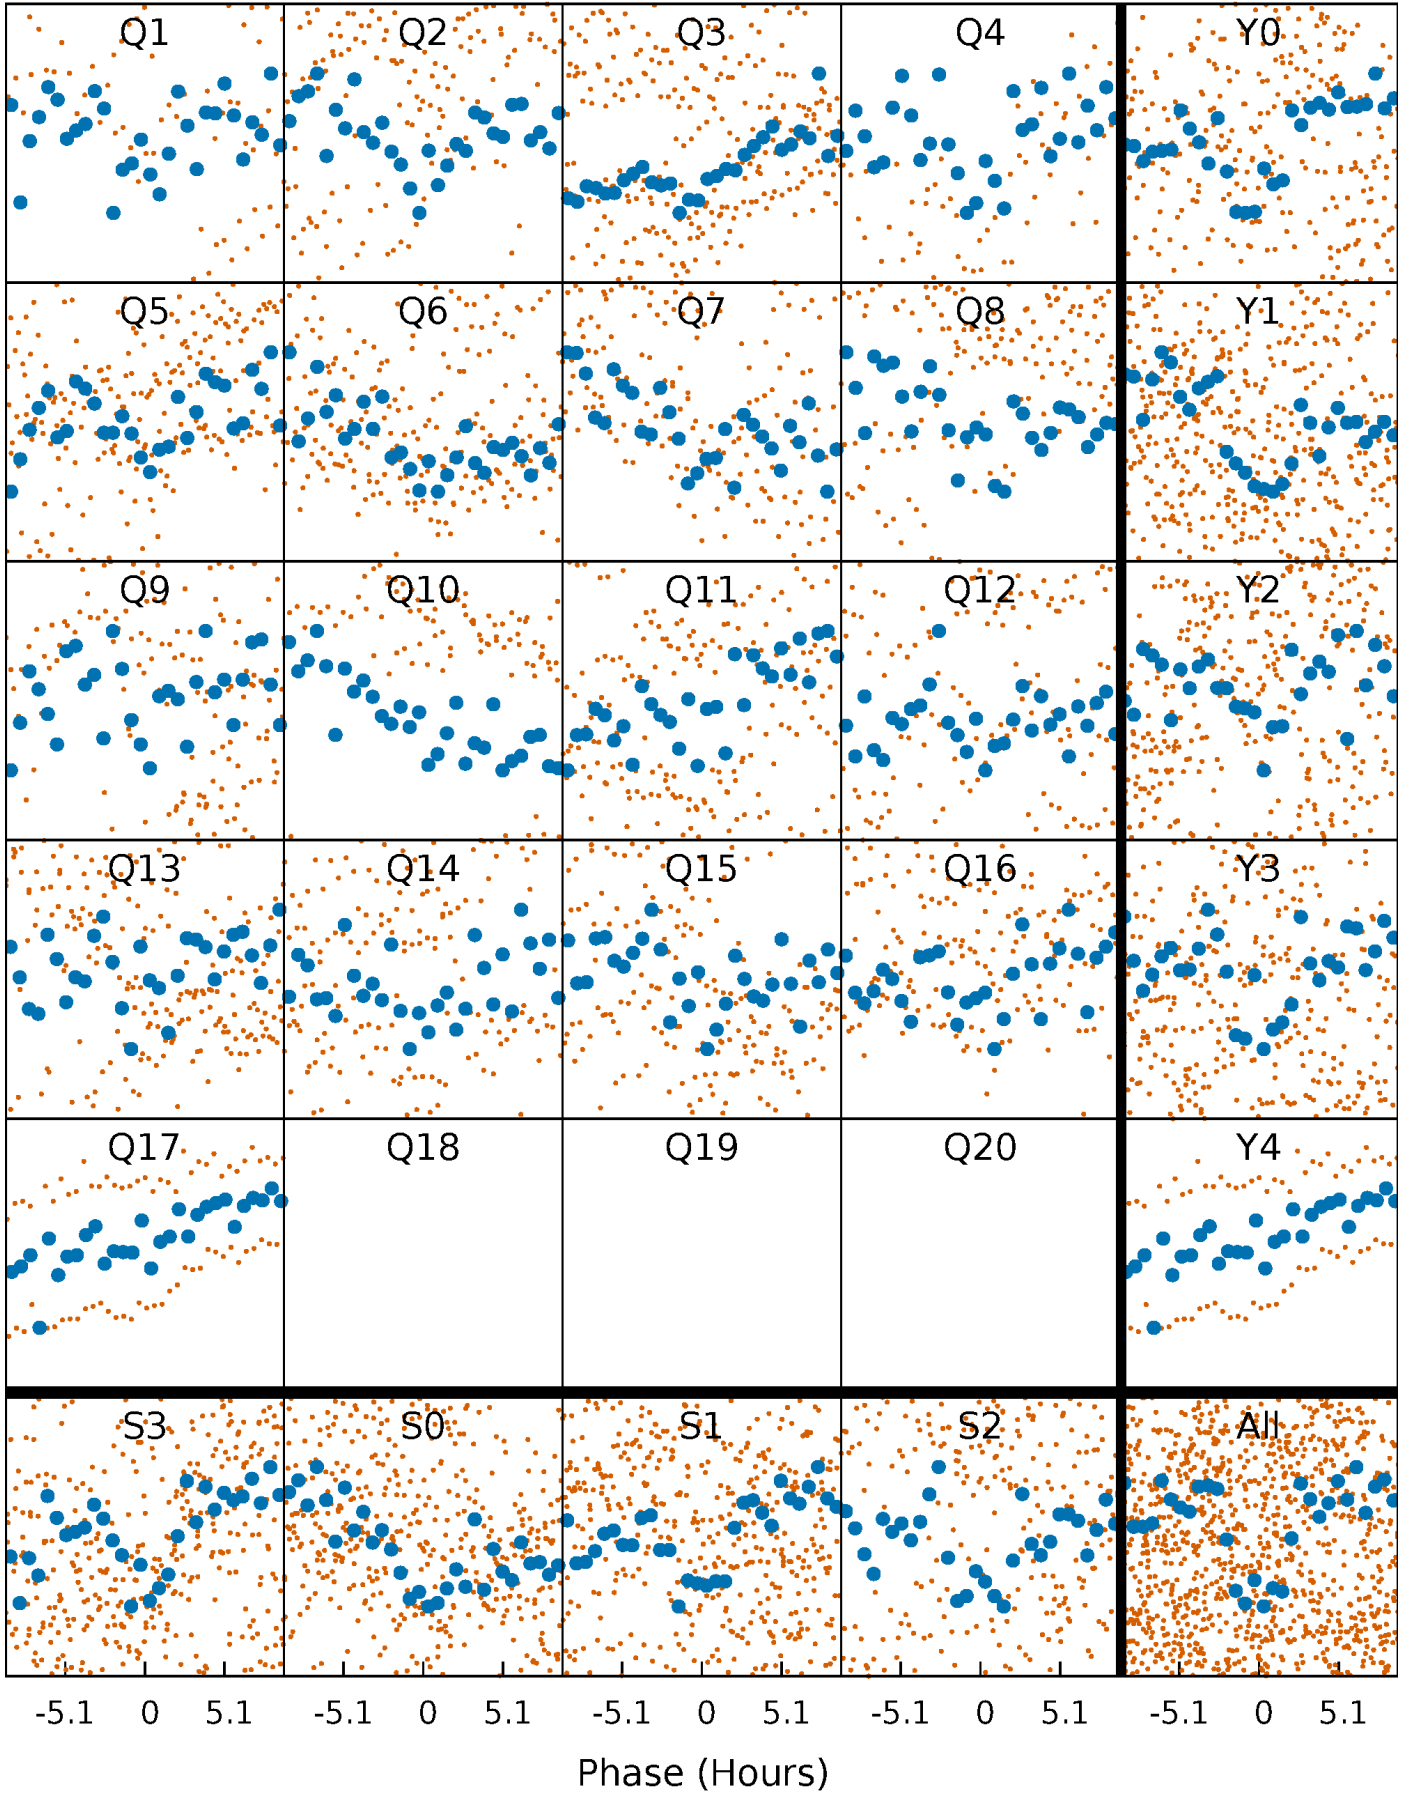 Q1 Q2 Q3 Q4 Y0
Q5 Q6 Q7 Q8 Y1
Q9 Q10 Q11 Q12 Y2
Q13 Q14 Q15 Q16 Y3
Q17 Q18 Q19 Q20 Y4
S3 S0 S1 S2 All
-5.1 0 5.1 -5.1 0 5.1 -5.1 0 5.1 -5.1 0 5.1 -5.1 0 5.1
Phase (Hours)